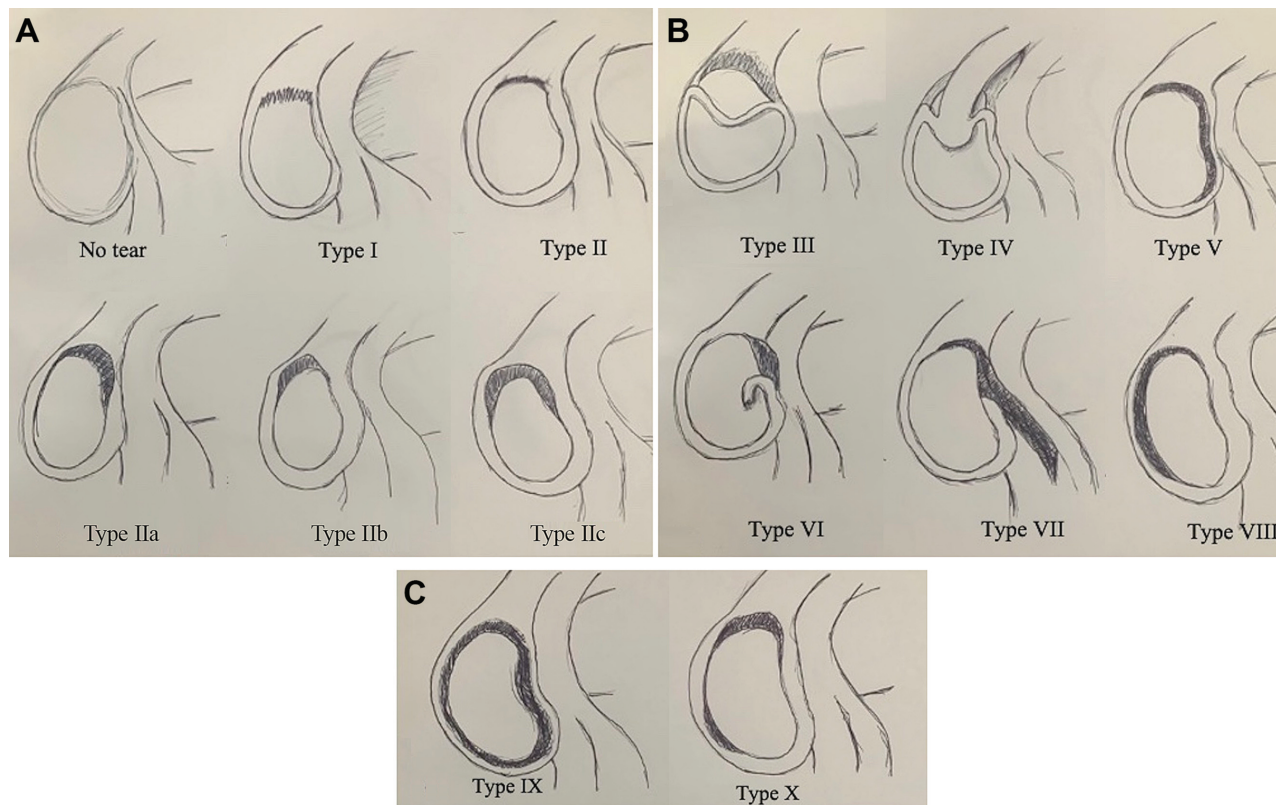 A
No tear
Type I
Type II
Type IIa
Type IIb
Type IIc
B
Type III
Type IV
Type V
Type VI
Type VII
Type VIII
C
Type IX
Type X